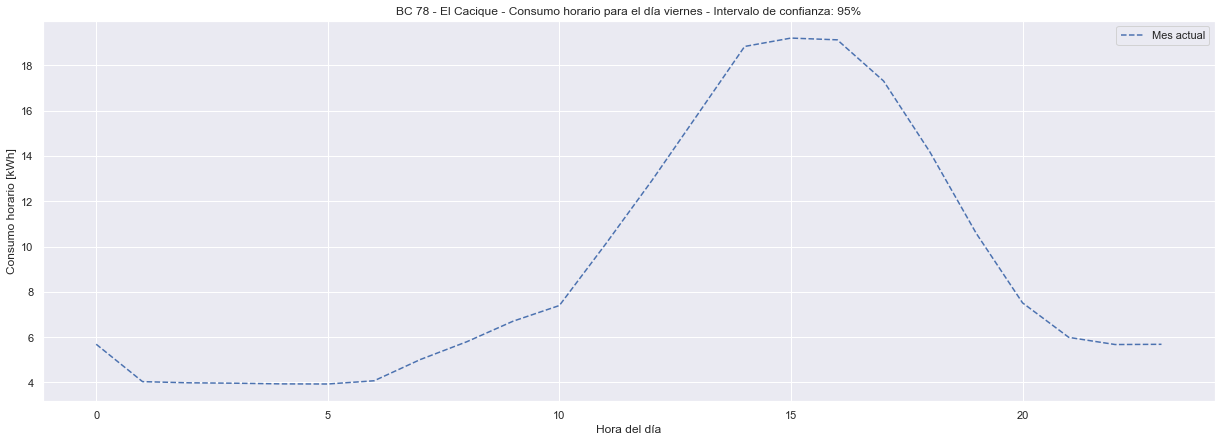 BC 78 - El Cacique - Consumo horario para el día viernes - Intervalo de confianza: 95%
Mes actual
Consumo horario [kWh]
18
16
14
12
10
8
6
4
0 5 10 15 20
Hora del día